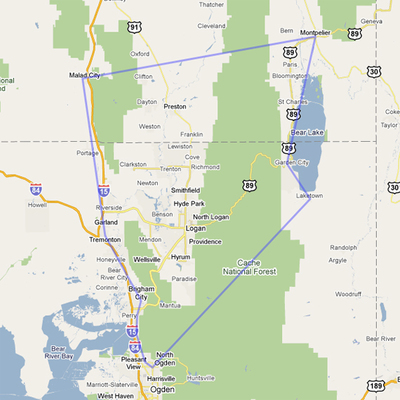 91
Cleveland
Thatcher
Bern
Montpelier
Geneva
89
89
Paris
Bloomington
30
Malad City
Oxford
Clifton
Dayton
Preston
St Charles
89
Franklin
Bear Lake
30
Portage
Lewiston
Cove
89
Garden City
Clarkston
Trenton
Richmond
Newton
Laketown
84
15
Smithfield
89
Howell
Riverside
Hyde Park
Benson
North Logan
Garland
Logan
Tremonton
Mendon
Providence
Randolph
Argyle
Honeyville
Wellsville
Hyrum
Cache
National Forest
Bear
River City
Paradise
Corinne
Brigham
City
Woodruff
Mantua
Perry
15
Bear
River Bay
84
Bear River
Pleasant
View
North
Ogden
Harrisville
Huntsville
Marriott-Slaterville
Ogden
West Haven
189